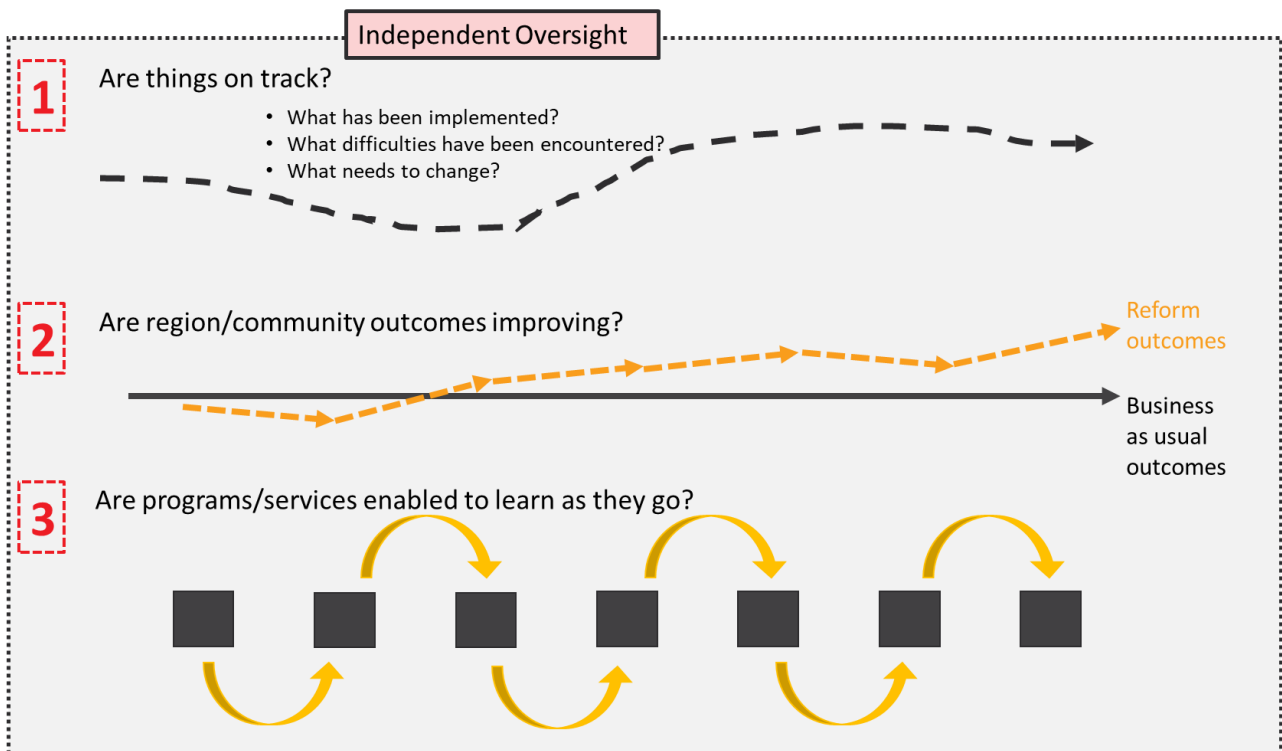 Independent Oversight
1
Are things on track?
• What has been implemented?
• What difficulties have been encountered?
• What needs to change?
2
Are region/community outcomes improving?
Reform
outcomes
Business
as usual
outcomes
3
Are programs/services enabled to learn as they go?